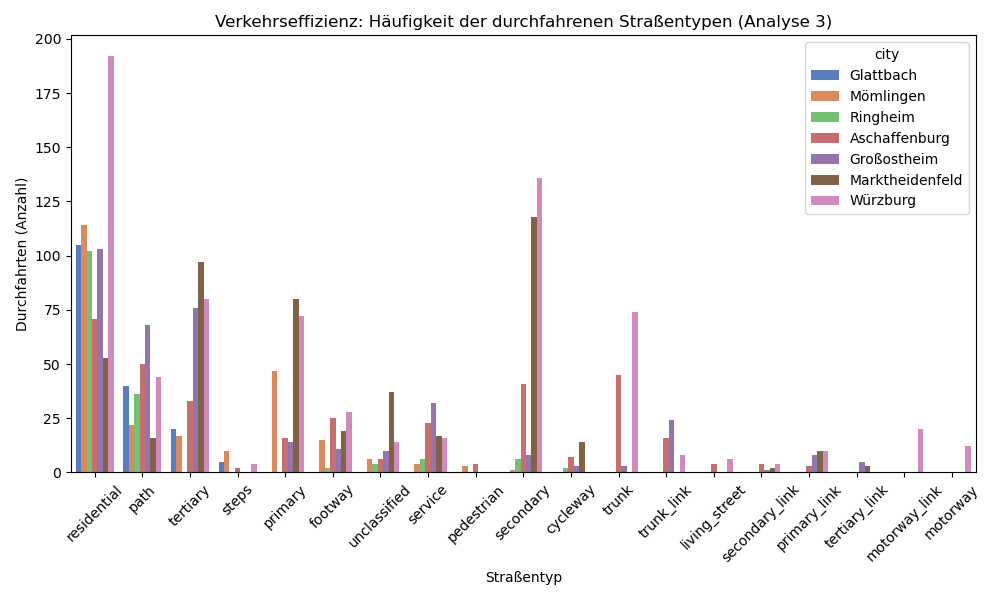 Verkehrseffizienz: Häufigkeit der durchfahrenen Straßentypen (Analyse 3)
200
175
150
125
100
75
50
25
0
Durchfahrten (Anzahl)
city
Glattbach
Mömlingen
Ringheim
Aschaffenburg
Großostheim
Marktheidenfeld
Würzburg
residential
path
tertiary
steps
primary
footway
unclassified
service
pedestrian
secondary
cycleway
trunk
trunk_link
living_street
secondary_link
primary_link
tertiary_link
motorway_link
motorway
Straßentyp